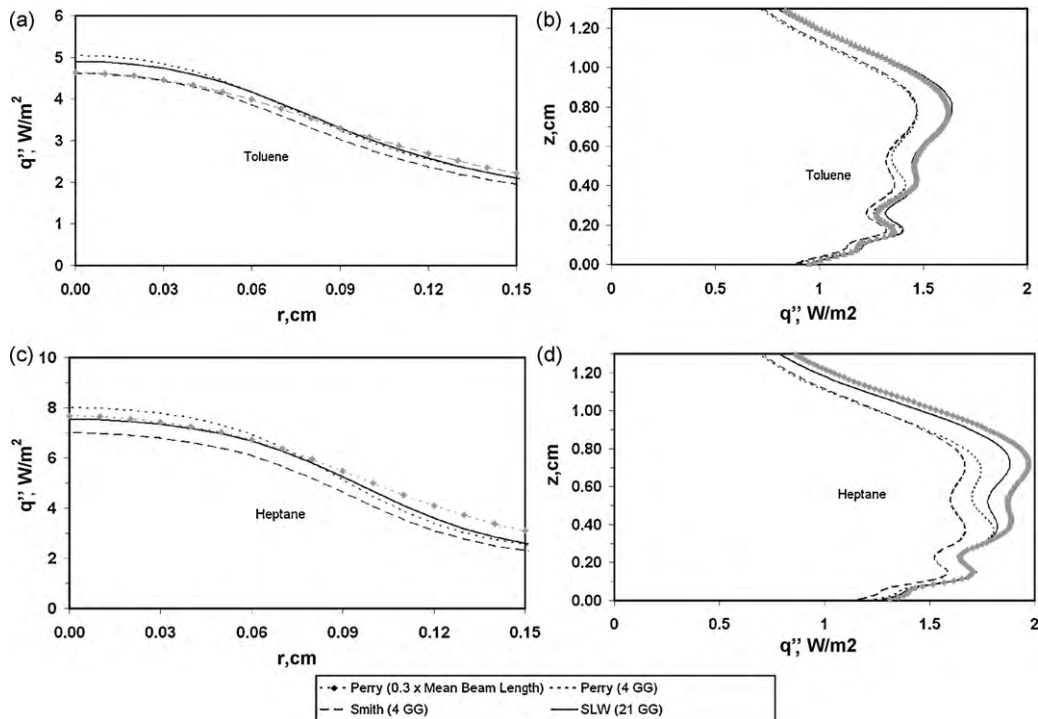 (a)
6
5
4
3
2
1
0
q", W/m²
Toluene
0.00 0.03 0.06 0.09 0.12 0.15
r,cm
(b)
1.20
1.00
0.80
0.60
0.40
0.20
0.00
z,cm
Toluene
0 0.5 1 1.5 2
q", W/m2
(c)
10
8
6
4
2
0
q", W/m²
Heptane
0.00 0.03 0.06 0.09 0.12 0.15
r,cm
(d)
1.20
1.00
0.80
0.60
0.40
0.20
0.00
z,cm
Heptane
0 0.5 1 1.5 2
q", W/m2
Perry (0.3 x Mean Beam Length) Perry (4 GG)
Smith (4 GG) SLW (21 GG)